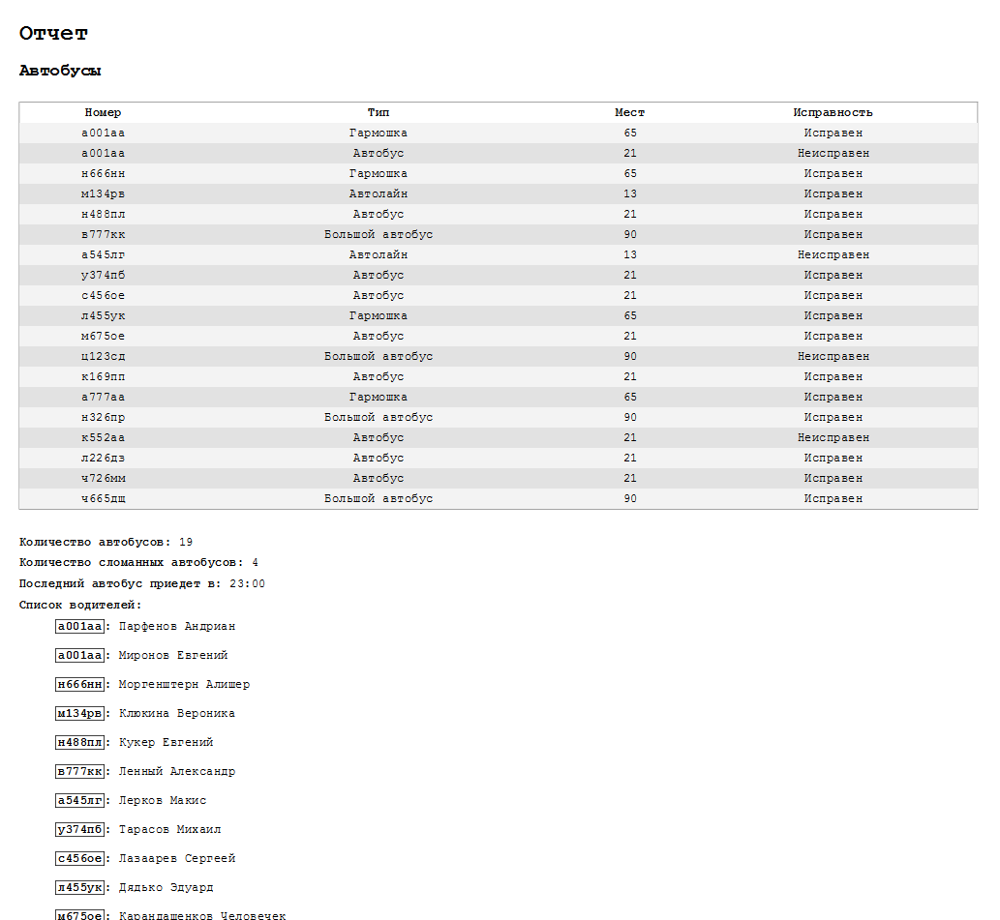 Отчет
Автобусы
Номер Тип Мест Исправность
а001аа Гармошка 65 Исправен
а001аа Автобус 21 Неисправен
н666нн Гармошка 65 Исправен
м134рв Автолайн 13 Исправен
н488пл Автобус 21 Исправен
в777кк Большой автобус 90 Исправен
а545лг Автолайн 13 Неисправен
у374пб Автобус 21 Исправен
с456ое Автобус 21 Исправен
л455ук Гармошка 65 Исправен
м675ое Автобус 21 Исправен
ц123сд Большой автобус 90 Неисправен
к169пп Автобус 21 Исправен
а777аа Гармошка 65 Исправен
н326пр Большой автобус 90 Исправен
к552аа Автобус 21 Неисправен
л226дз Автобус 21 Исправен
ч726мм Автобус 21 Исправен
ч665дщ Большой автобус 90 Исправен
Количество автобусов: 19
Количество сломанных автобусов: 4
Последний автобус приедет в: 23:00
Список водителей:
а001аа: Парфенов Андриан
а001аа: Миронов Евгений
н666нн: Моргенштерн Алишер
м134рв: Клюкина Вероника
н488пл: Кукер Евгений
в777кк: Ленный Александр
а545лг: Лерков Макис
у374пб: Тарасов Михаил
с456ое: Лазаарев Сергеей
л455ук: Дядько Эдуард
м675ое: Карандашенков Человечек